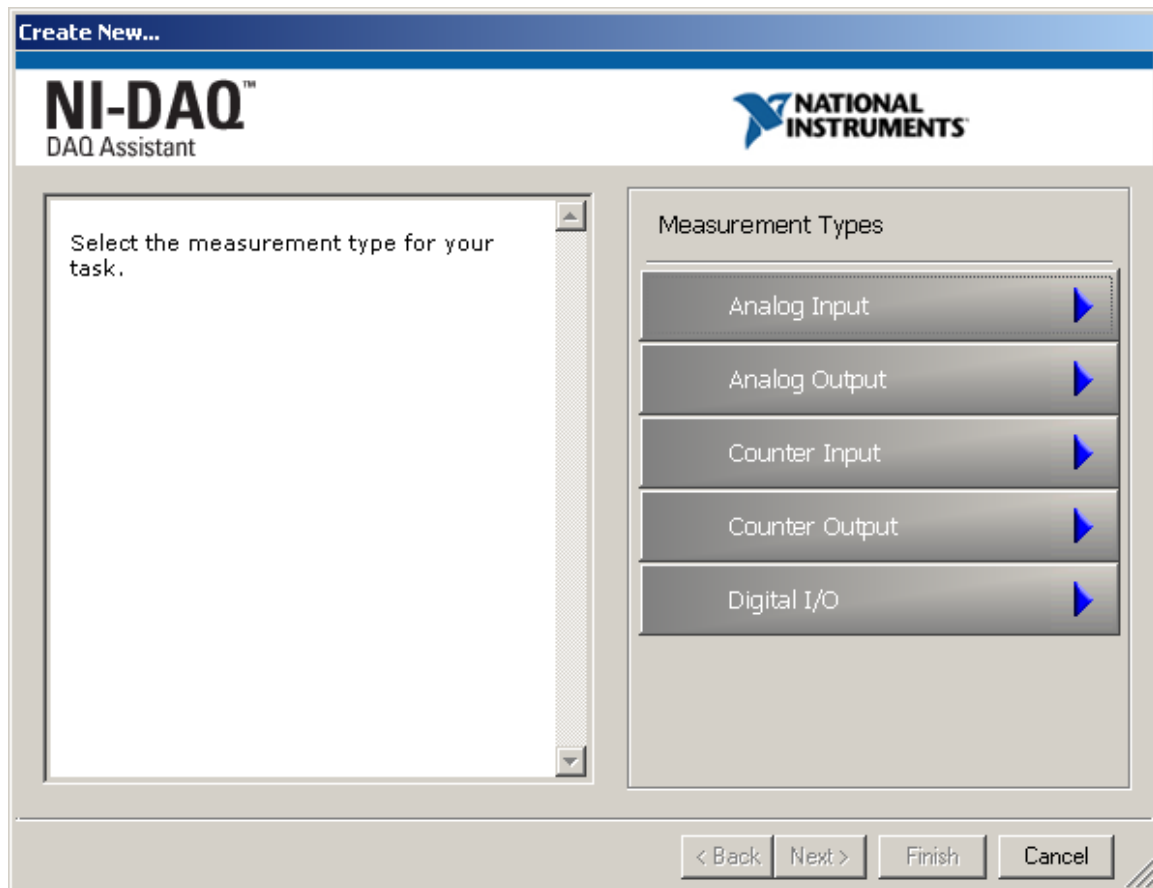 Create New...
NI-DAQ™
DAQ Assistant
NATIONAL
INSTRUMENTS
Select the measurement type for your
task.
Measurement Types
Analog Input
Analog Output
Counter Input
Counter Output
Digital I/O
< Back Next > Finish Cancel